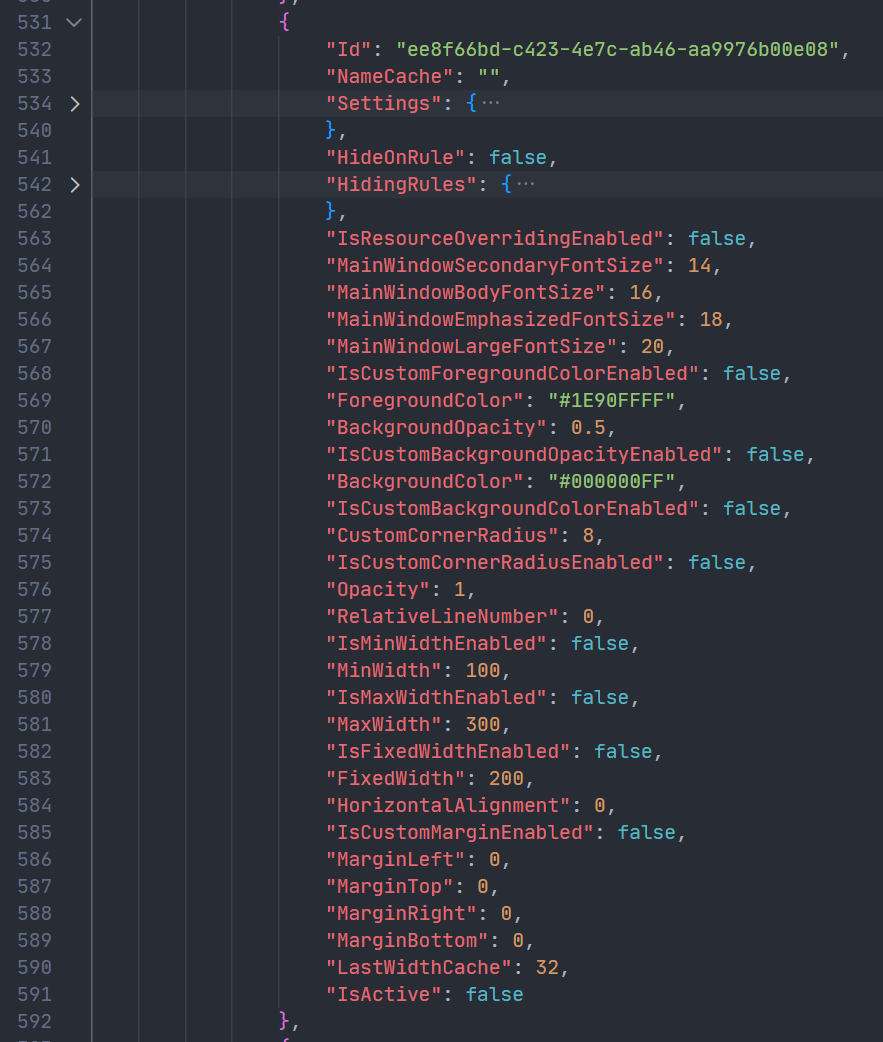 531 {
532 "Id": "ee8f66bd-c423-4e7c-ab46-aa9976b00e08",
533 "NameCache": "",
534 "Settings": {···
540 },
541 "HideOnRule": false,
542 "HidingRules": {···
562 },
563 "IsResourceOverridingEnabled": false,
564 "MainWindowSecondaryFontSize": 14,
565 "MainWindowBodyFontSize": 16,
566 "MainWindowEmphasizedFontSize": 18,
567 "MainWindowLargeFontSize": 20,
568 "IsCustomForegroundColorEnabled": false,
569 "ForegroundColor": "#1E90FFFF",
570 "BackgroundOpacity": 0.5,
571 "IsCustomBackgroundOpacityEnabled": false,
572 "BackgroundColor": "#000000FF",
573 "IsCustomBackgroundColorEnabled": false,
574 "CustomCornerRadius": 8,
575 "IsCustomCornerRadiusEnabled": false,
576 "Opacity": 1,
577 "RelativeLineNumber": 0,
578 "IsMinWidthEnabled": false,
579 "MinWidth": 100,
580 "IsMaxWidthEnabled": false,
581 "MaxWidth": 300,
582 "IsFixedWidthEnabled": false,
583 "FixedWidth": 200,
584 "HorizontalAlignment": 0,
585 "IsCustomMarginEnabled": false,
586 "MarginLeft": 0,
587 "MarginTop": 0,
588 "MarginRight": 0,
589 "MarginBottom": 0,
590 "LastWidthCache": 32,
591 "IsActive": false
592 },